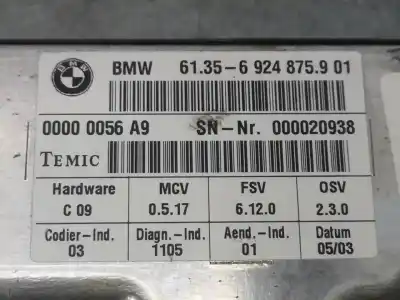 BMW
BMW 61.35-6 924 875.9 01
0000 0056 A9 SN-Nr. 000020938
TEMIC
Hardware MCV FSV OSV
C 09 0.5.17 6.12.0 2.3.0
Codier-Ind. Diagn.-Ind. Aend.-Ind. Datum
03 1105 01 05/03